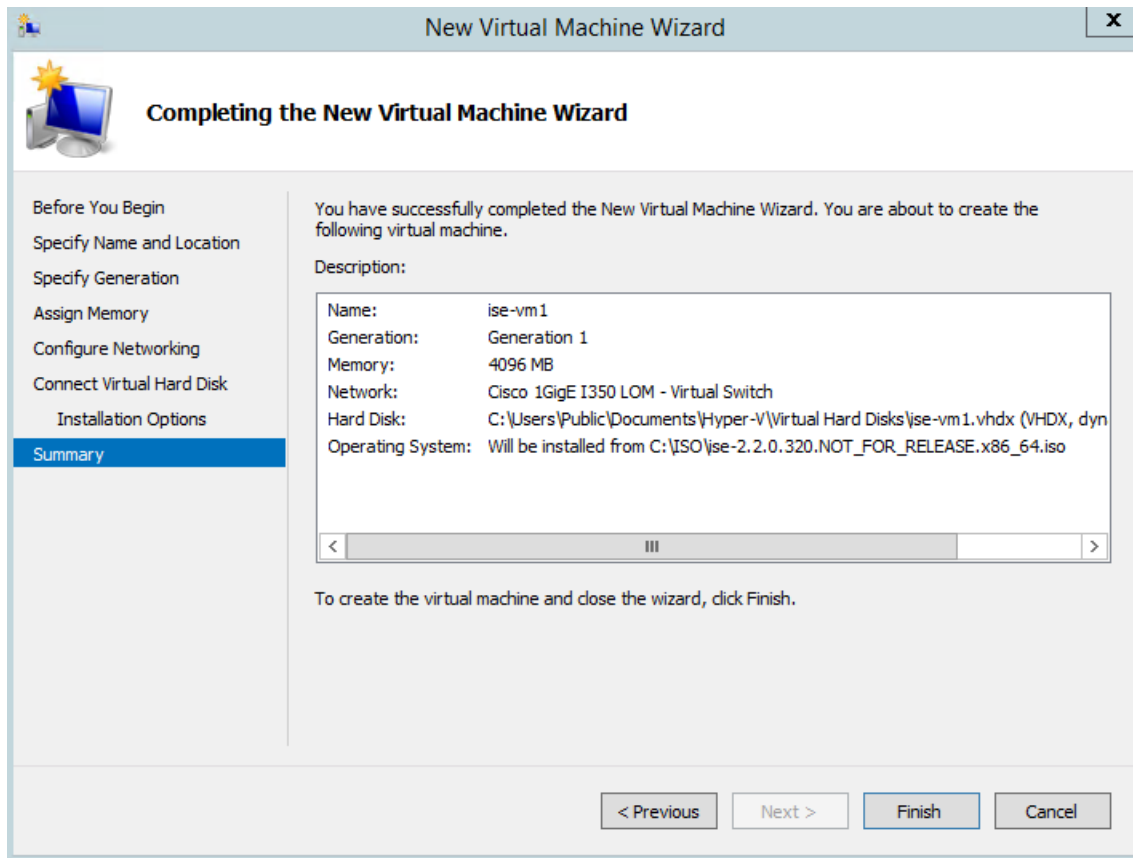 New Virtual Machine Wizard
X
Completing the New Virtual Machine Wizard
Before You Begin
Specify Name and Location
Specify Generation
Assign Memory
Configure Networking
Connect Virtual Hard Disk
Installation Options
Summary
You have successfully completed the New Virtual Machine Wizard. You are about to create the
following virtual machine.
Description:
Name: ise-vm1
Generation: Generation 1
Memory: 4096 MB
Network: Cisco 1GigE I350 LOM - Virtual Switch
Hard Disk: C:\Users\Public\Documents\Hyper-V\Virtual Hard Disks\ise-vm1.vhdx (VHDX, dyn
Operating System: Will be installed from C:\ISO\ise-2.2.0.320.NOT_FOR_RELEASE.x86_64.iso
To create the virtual machine and close the wizard, click Finish.
< Previous Next > Finish Cancel